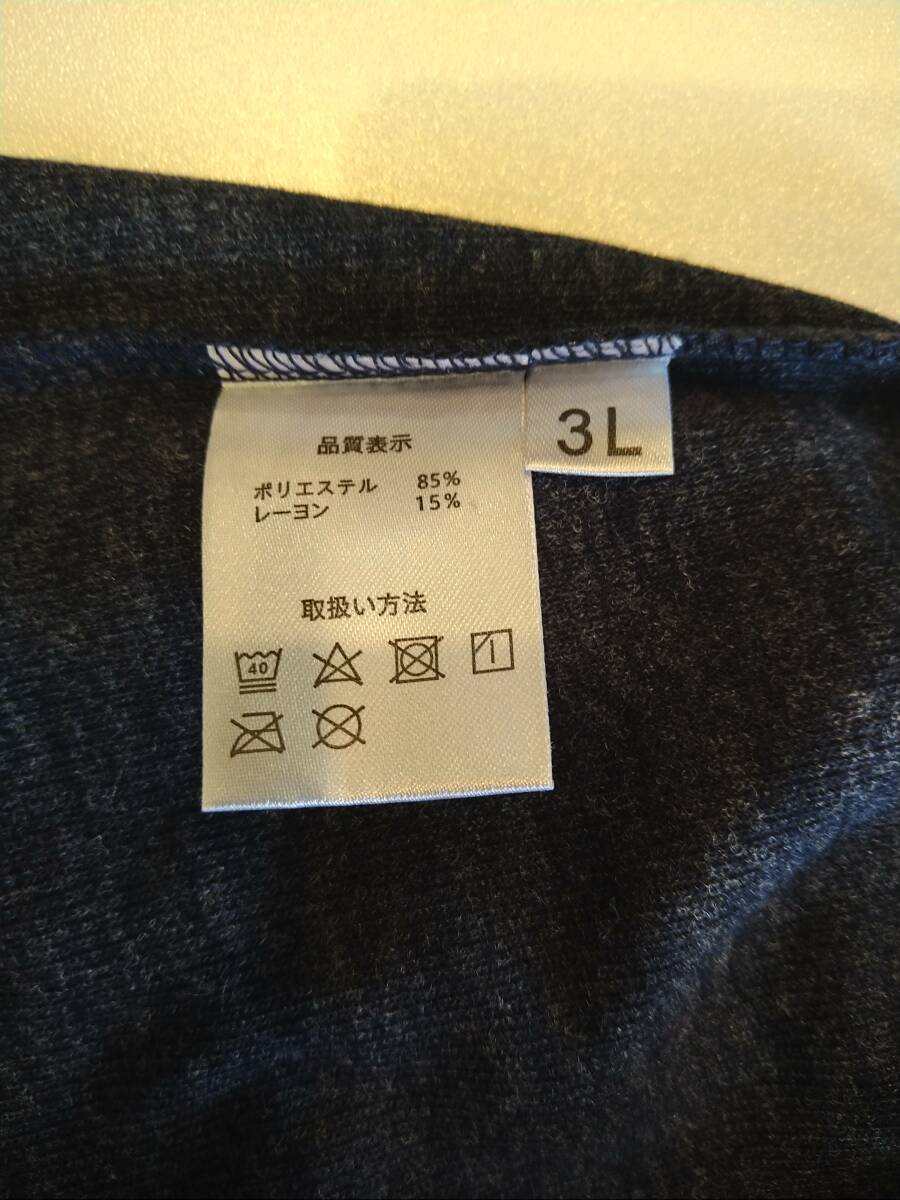 品質表示
ポリエステル 85%
レーヨン 15%
取扱い方法
40
3L